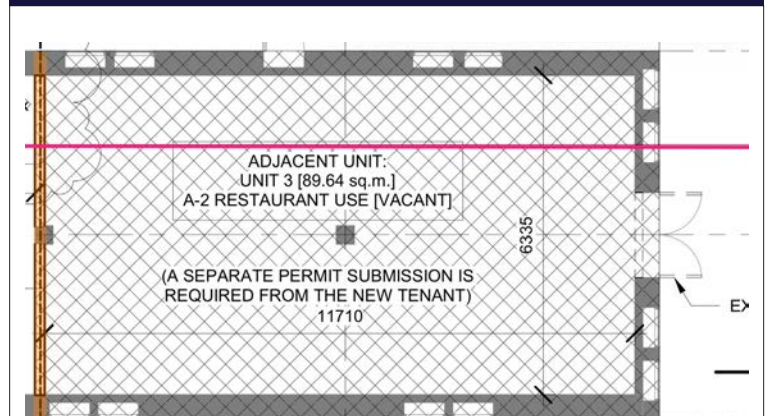 ADJACENT UNIT:
UNIT 3 [89.64 sq.m.]
A-2 RESTAURANT USE [VACANT]
6335
(A SEPARATE PERMIT SUBMISSION IS
REQUIRED FROM THE NEW TENANT)
11710
EX